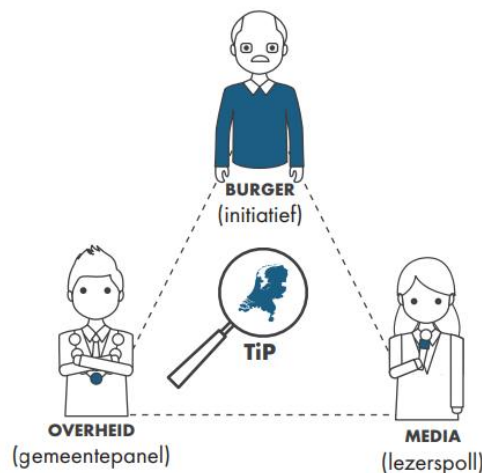 BURGER
(initiatief)
TiP
OVERHEID
(gemeentepanel)
MEDIA
(lezerspoll)